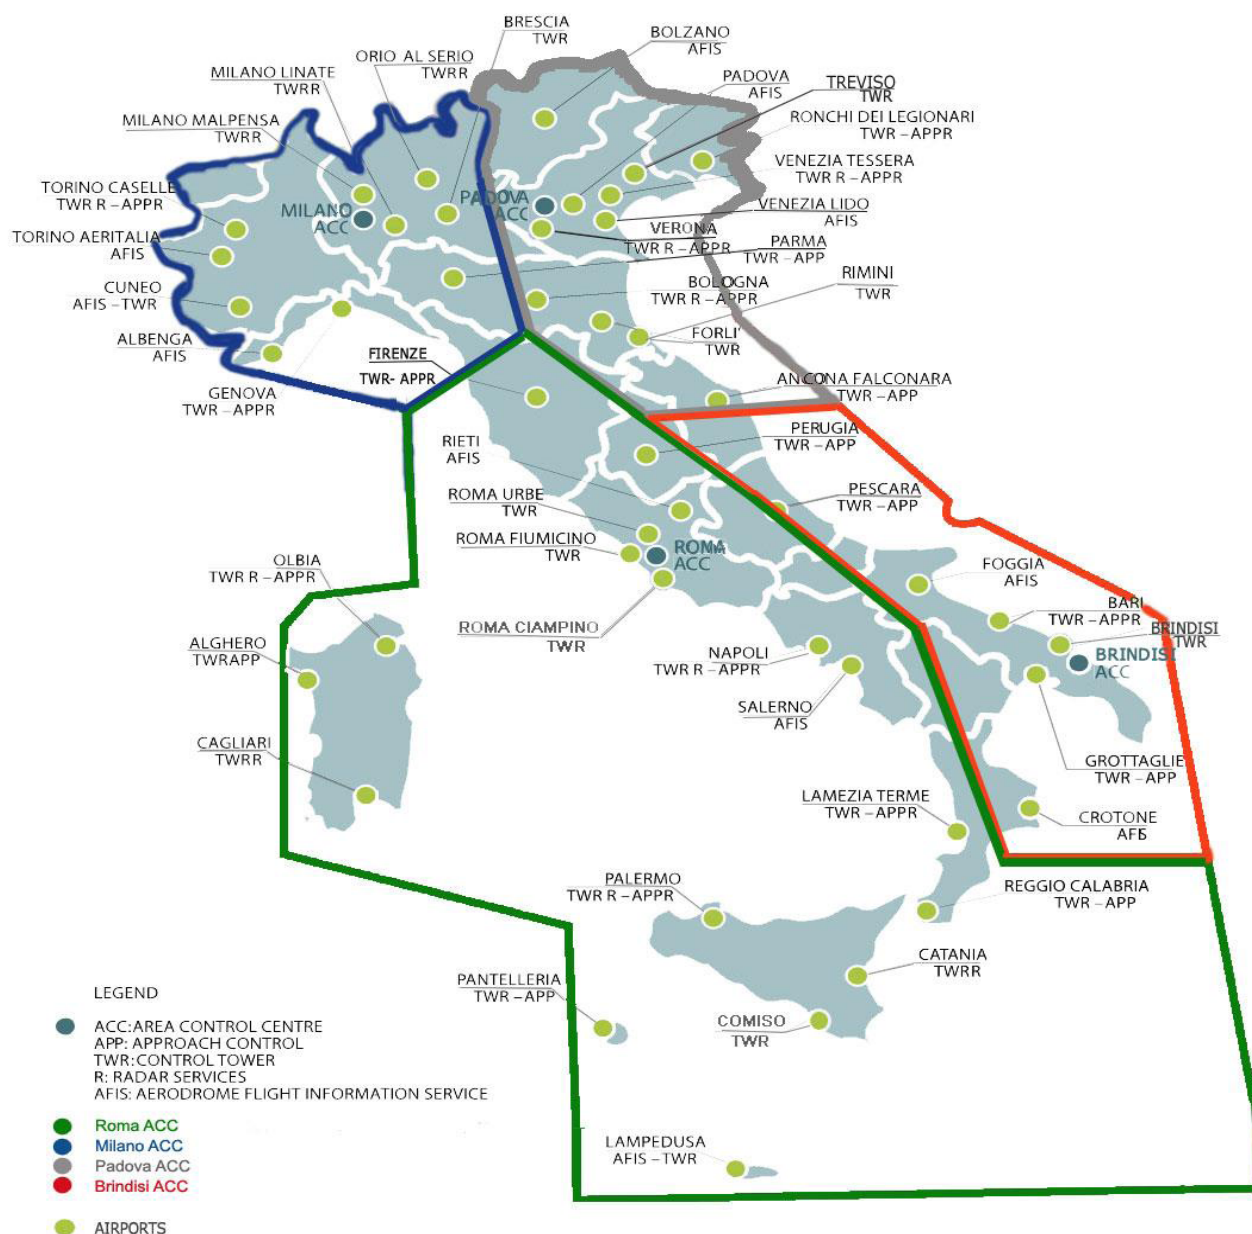 BRESCIA
TWR
BOLZANO
AFIS
ORIO AL SERIO
TWRR
MILANO LINATE
TWRR
PADOVA
AFIS
TREVISO
TWR
MILANO MALPENSA
TWRR
RONCHI DEI LEGIONARI
TWR – APPR
VENEZIA TESSERA
TWR R – APPR
TORINO CASELLE
TWR R – APPR
MILANO
ACC
PADOVA
ACC
VENEZIA LIDO
AFIS
VERONA
TWR R – APPR
TORINO AERITALIA
AFIS
PARMA
TWR – APP
CUNEO
AFIS – TWR
BOLOGNA
TWR R – APPR
RIMINI
TWR
ALBENGA
AFIS
FORLI'
TWR
FIRENZE
TWR- APPR
GENOVA
TWR – APPR
ANCONA FALCONARA
TWR – APP
PERUGIA
TWR – APP
RIETI
AFIS
ROMA URBE
TWR
PESCARA
TWR – APP
ROMA FIUMICINO
TWR
ROMA
ACC
OLBIA
TWR R – APPR
FOGGIA
AFIS
BARI
TWR – APPR
ROMA CIAMPINO
TWR
BRINDISI
TWR
ALGHERO
TWRAPP
NAPOLI
TWR R – APPR
BRINDISI
ACC
SALERNO
AFIS
CAGLIARI
TWRR
GROTTAGLIE
TWR – APP
LAMEZIA TERME
TWR – APPR
CROTONE
AFIS
PALERMO
TWR R – APPR
REGGIO CALABRIA
TWR – APP
CATANIA
TWRR
PANTELLERIA
TWR – APP
COMISO
TWR
LAMPEDUSA
AFIS – TWR
LEGEND
ACC: AREA CONTROL CENTRE
APP: APPROACH CONTROL
TWR: CONTROL TOWER
R: RADAR SERVICES
AFIS: AERODROME FLIGHT INFORMATION SERVICE
Roma ACC
Milano ACC
Padova ACC
Brindisi ACC
AIRPORTS